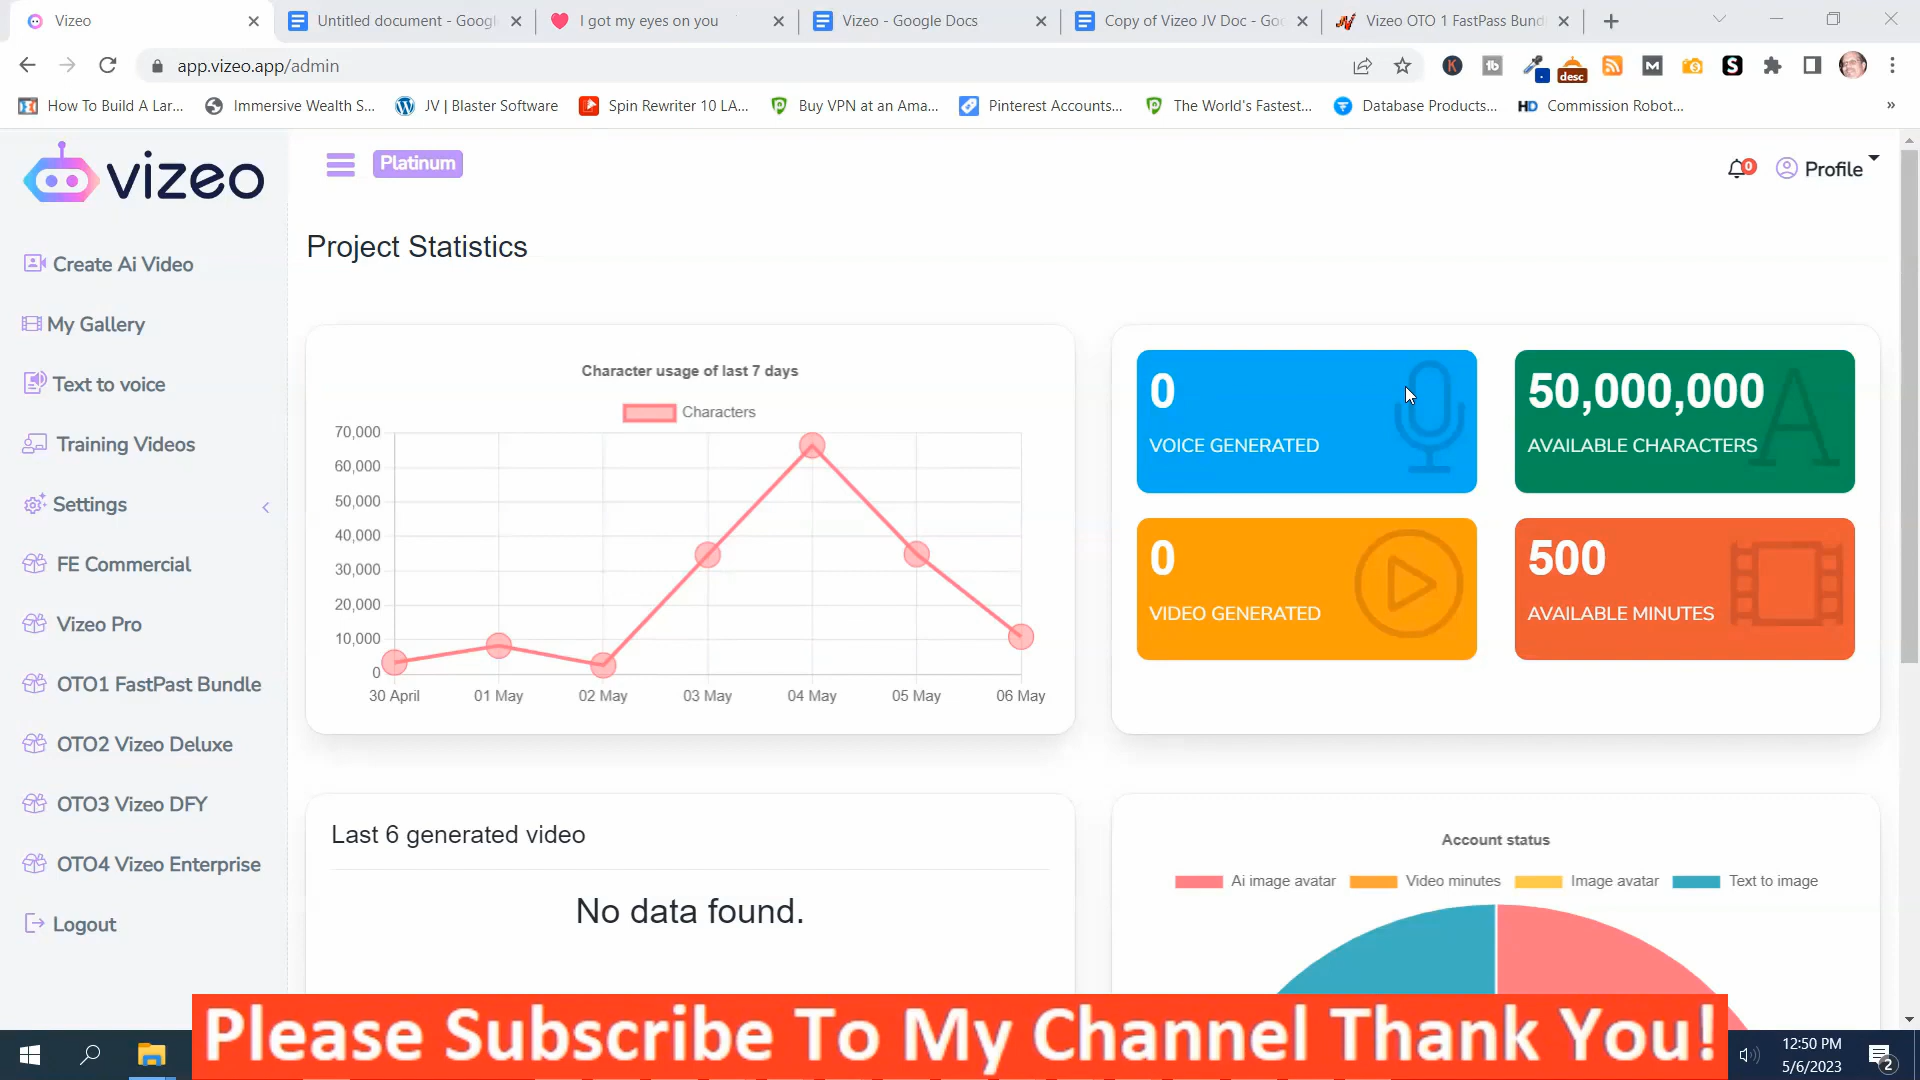 Vizeo
Untitled document - Googl
I got my eyes on you
Vizeo - Google Docs
Copy of Vizeo JV Doc - Goo
Vizeo OTO 1 FastPass Bund
app.vizeo.app/admin
desc
How To Build A Lar...
Immersive Wealth S...
JV | Blaster Software
Spin Rewriter 10 LA...
Buy VPN at an Ama...
Pinterest Accounts...
The World's Fastest...
Database Products...
HD Commission Robot...
vizeo
Platinum
0
Profile
Create Ai Video
My Gallery
Text to voice
Training Videos
Settings
FE Commercial
Vizeo Pro
OTO1 FastPast Bundle
OTO2 Vizeo Deluxe
OTO3 Vizeo DFY
OTO4 Vizeo Enterprise
Logout
Project Statistics
Character usage of last 7 days
Characters
70,000
60,000
50,000
40,000
30,000
20,000
10,000
0
30 April 01 May 02 May 03 May 04 May 05 May 06 May
0
VOICE GENERATED
50,000,000
AVAILABLE CHARACTERS
0
VIDEO GENERATED
500
AVAILABLE MINUTES
Last 6 generated video
No data found.
Account status
Ai image avatar Video minutes Image avatar Text to image
Please Subscribe To My Channel Thank You!
12:50 PM
5/6/2023
2